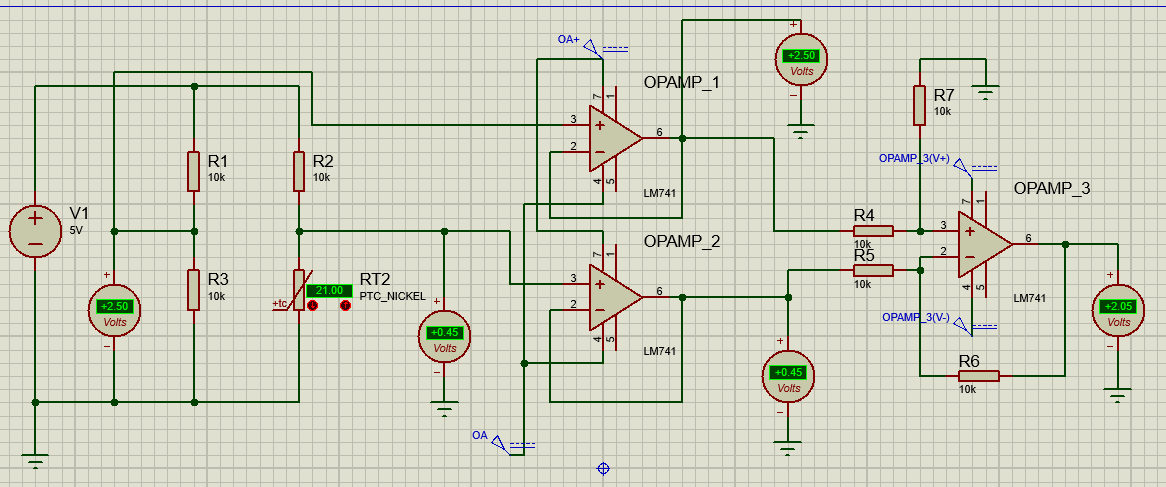 OA+
+
+2.50
Volts
−
OPAMP_1
7
1
3
+
6
2
−
4
5
LM741
R7
10k
OPAMP_3(V+)
OPAMP_3
7
1
R1
10k
R2
10k
V1
5V
+
−
R4
10k
3
+
6
2
−
4
5
LM741
OPAMP_2
7
1
R5
10k
R3
10k
+tc
21.00
RT2
PTC_NICKEL
3
+
6
2
−
4
5
LM741
+
+2.50
Volts
−
+
+0.45
Volts
−
OPAMP_3(V-)
+
+2.05
Volts
−
+
+0.45
Volts
−
R6
10k
OA